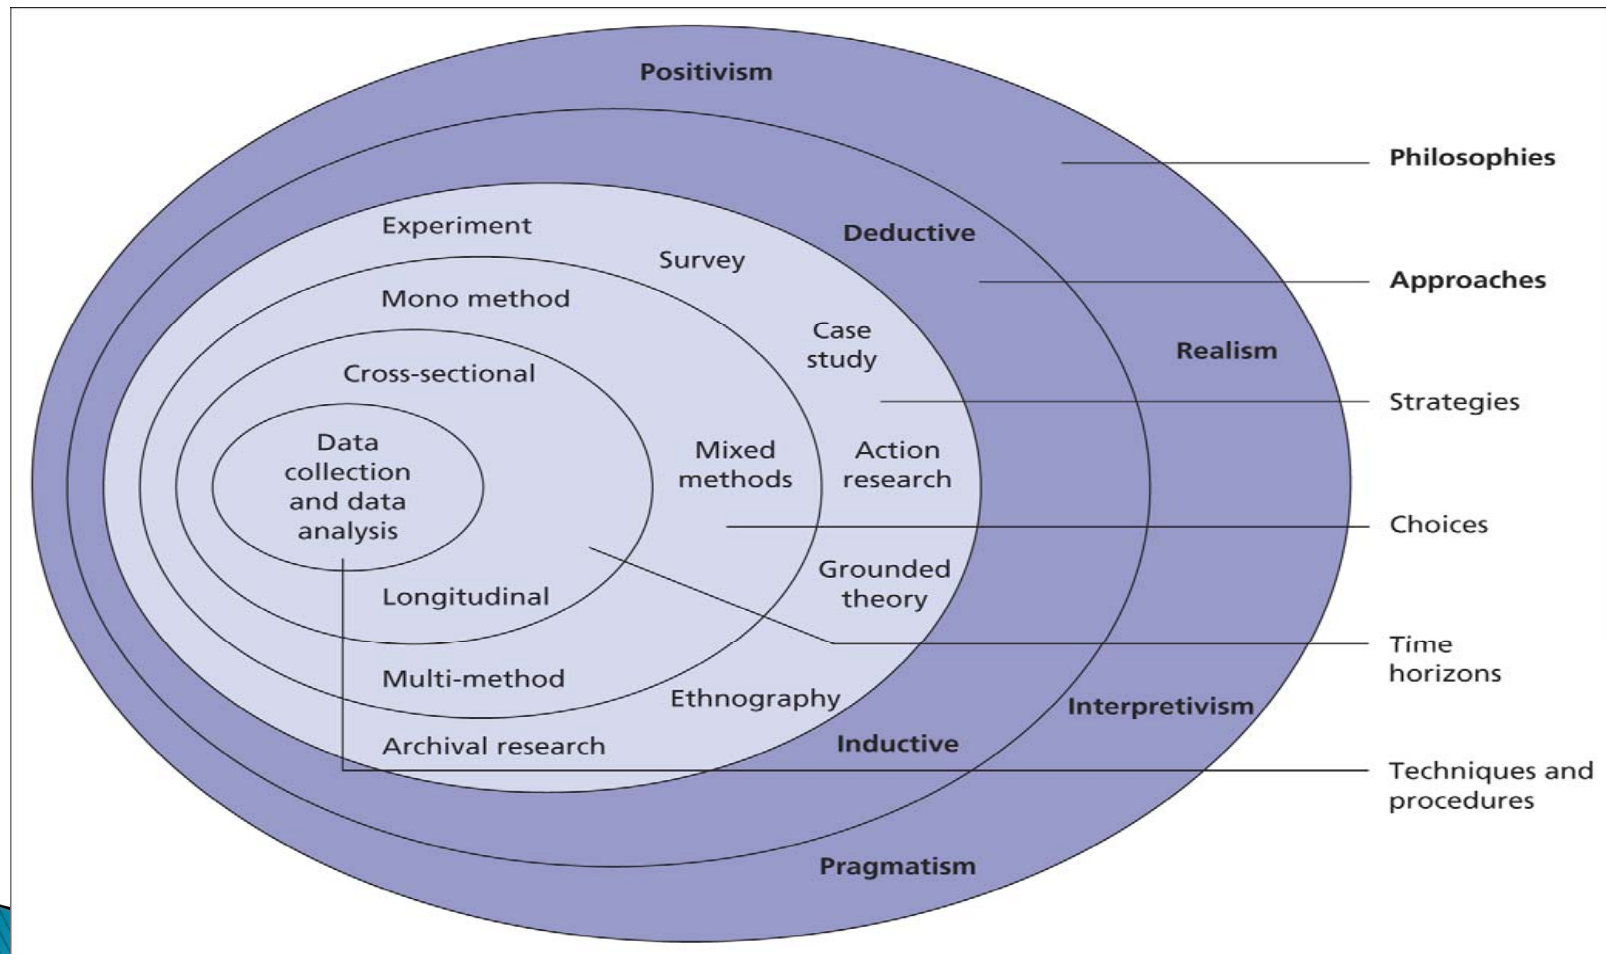 Positivism
Philosophies
Experiment
Deductive
Survey
Approaches
Mono method
Case
study
Realism
Cross-sectional
Strategies
Data
collection
and data
analysis
Mixed
methods
Action
research
Choices
Grounded
theory
Longitudinal
Time
horizons
Multi-method
Ethnography
Interpretivism
Archival research
Inductive
Techniques and
procedures
Pragmatism